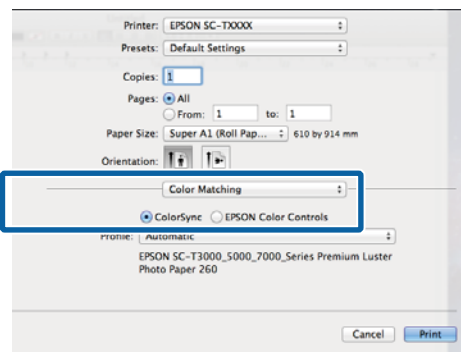 Printer: EPSON SC-TXXXX
Presets: Default Settings
Copies: 1
Pages: All
From: 1 to: 1
Paper Size: Super A1 (Roll Pap... 610 by 914 mm
Orientation:
Color Matching
ColorSync EPSON Color Controls
Profile: Automatic
EPSON SC-T3000_5000_7000_Series Premium Luster
Photo Paper 260
Cancel Print